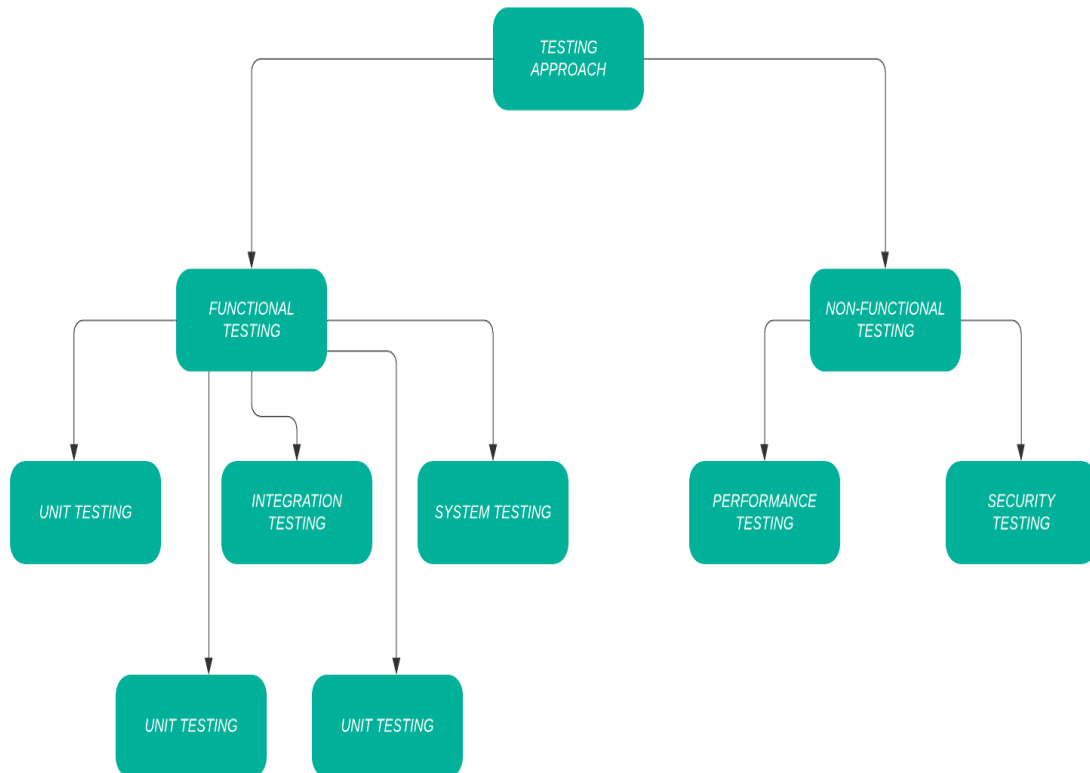 TESTING
APPROACH
FUNCTIONAL
TESTING
NON-FUNCTIONAL
TESTING
UNIT TESTING
INTEGRATION
TESTING
SYSTEM TESTING
PERFORMANCE
TESTING
SECURITY
TESTING
UNIT TESTING
UNIT TESTING